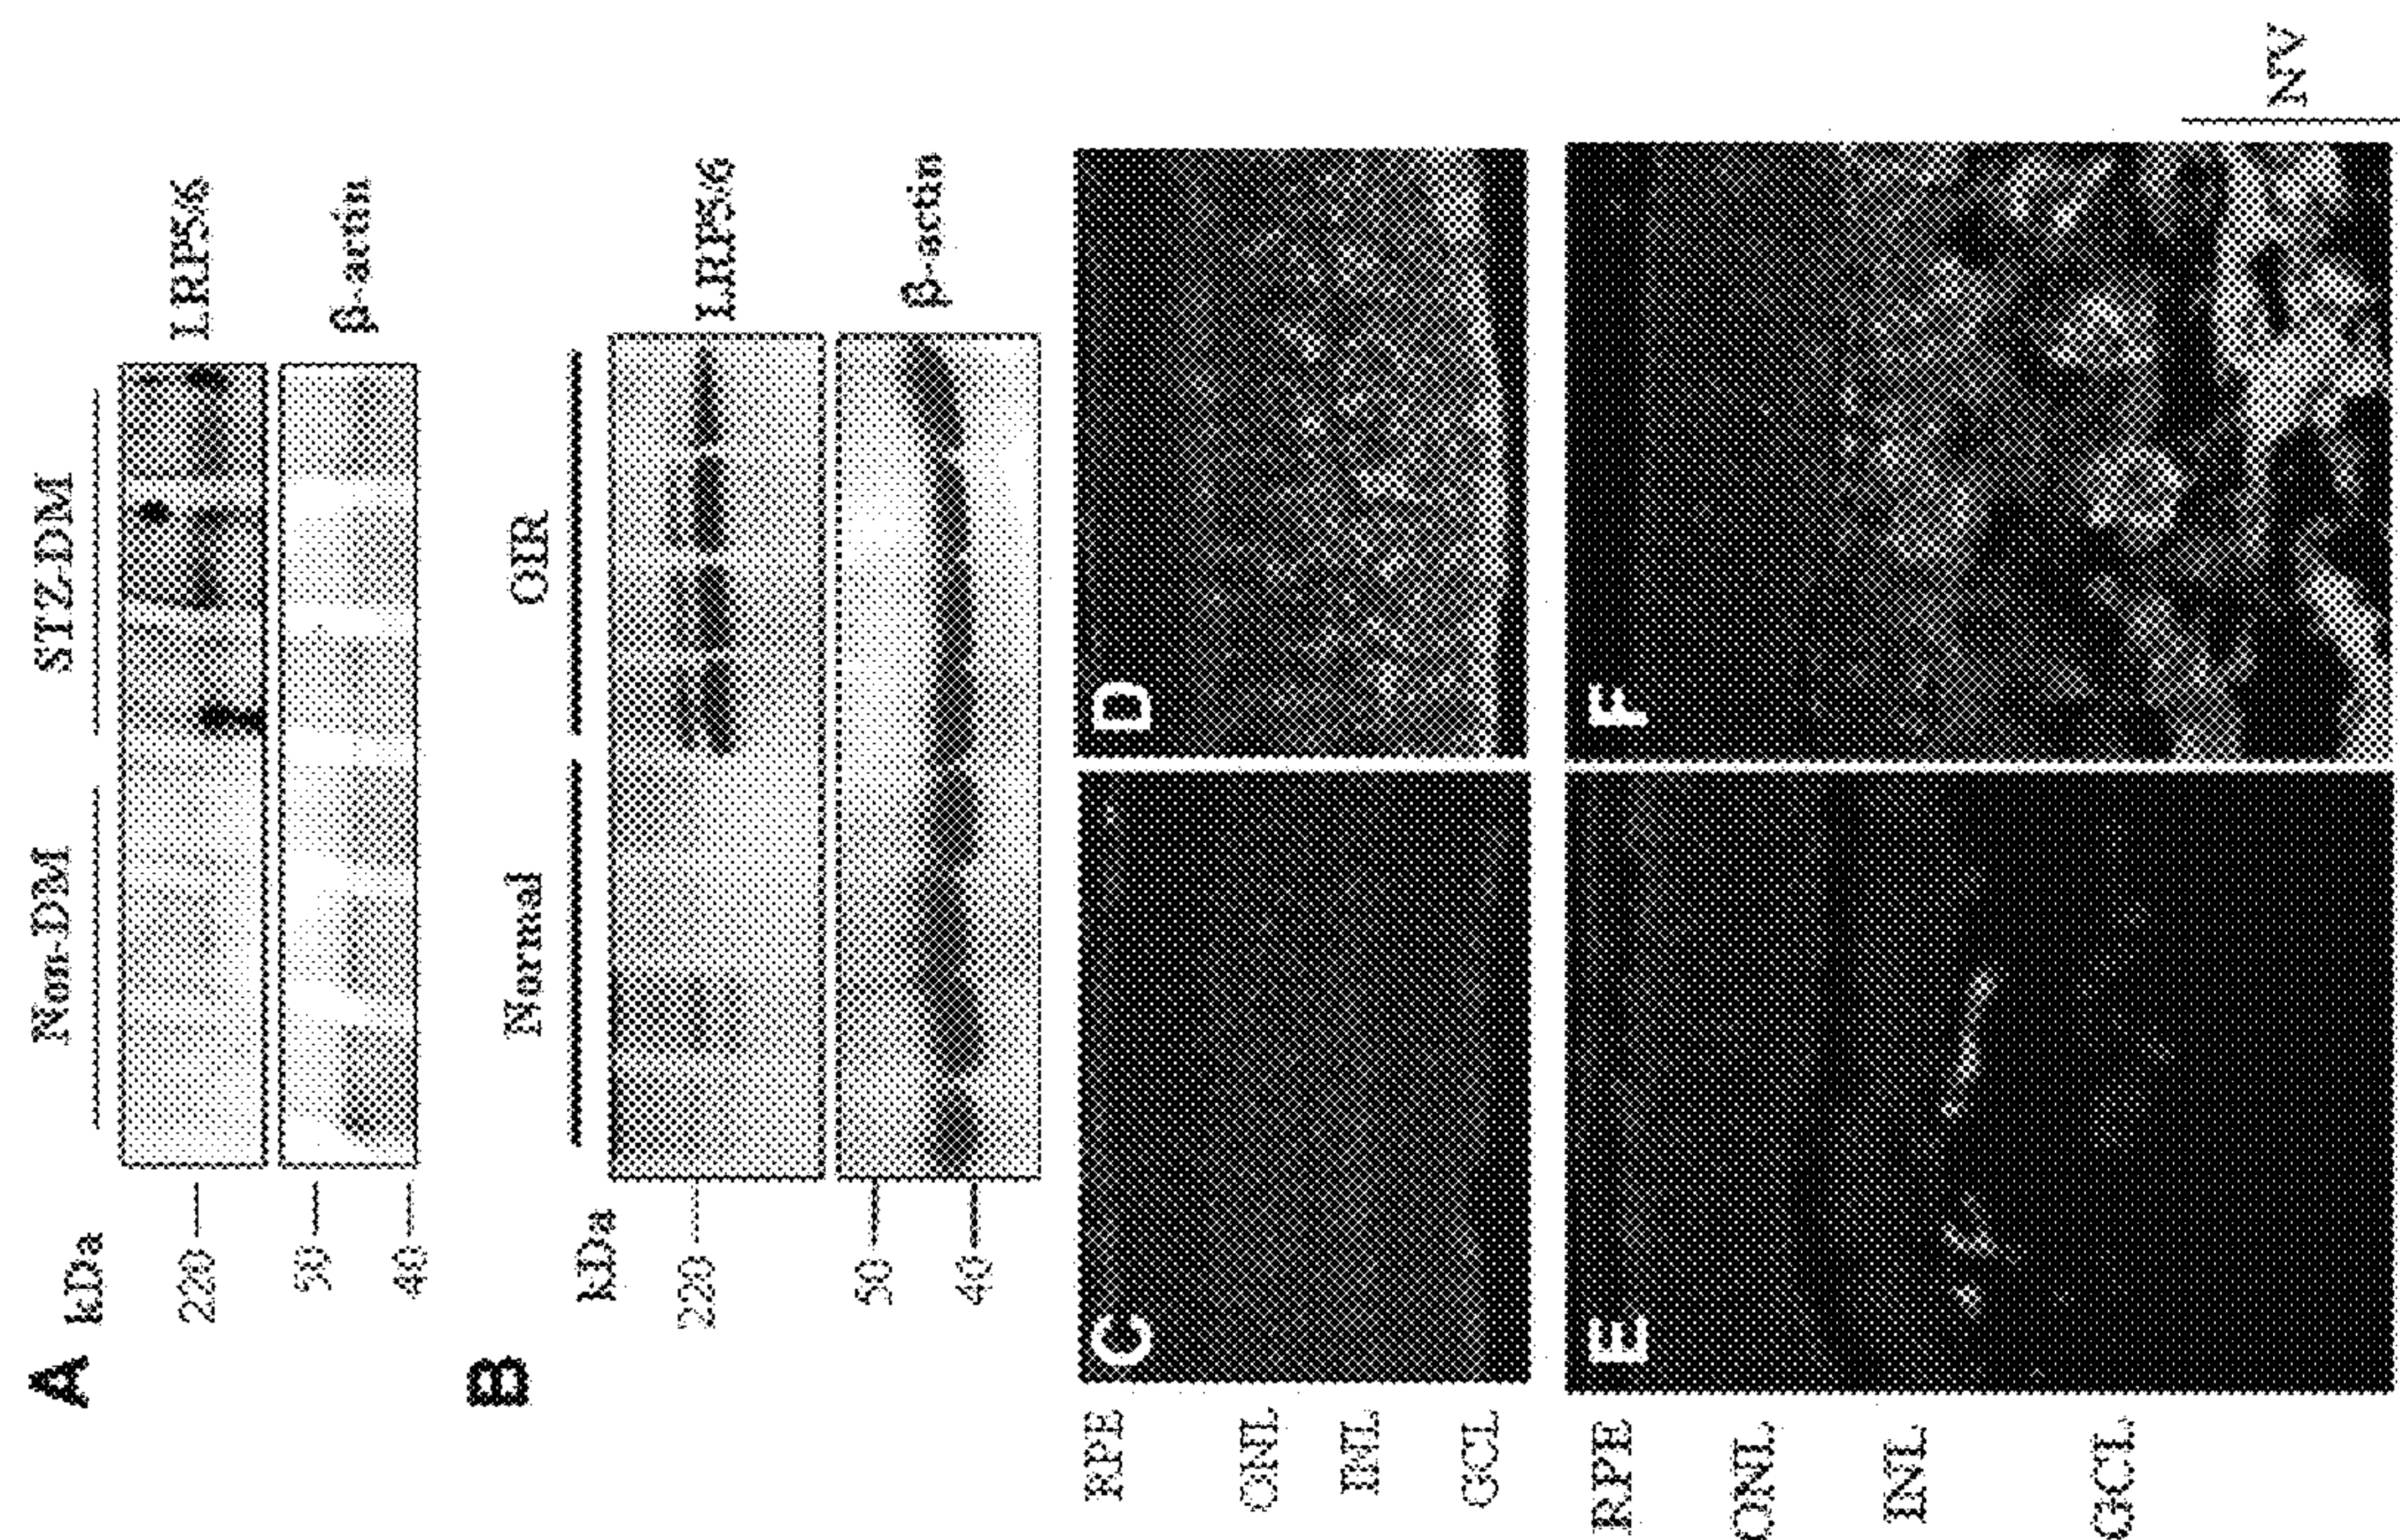 A
Non-DM STZ-DM
kDa
220
LRP5/6
50
β-actin
40
B
Normal OIR
kDa
220
LRP5/6
50
β-actin
40
C D
RPE
ONL
INL
GCL
E F
RPE
ONL
INL
GCL
NV